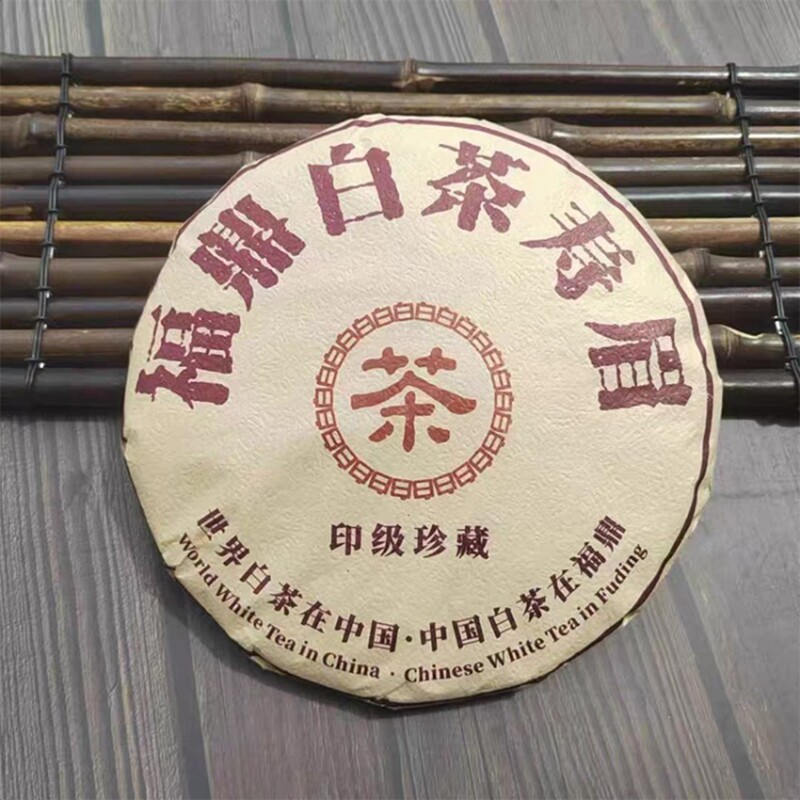 福鼎白茶寿眉
茶
印级珍藏
世界白茶在中国·中国白茶在福鼎
World White Tea in China · Chinese White Tea in Fuding